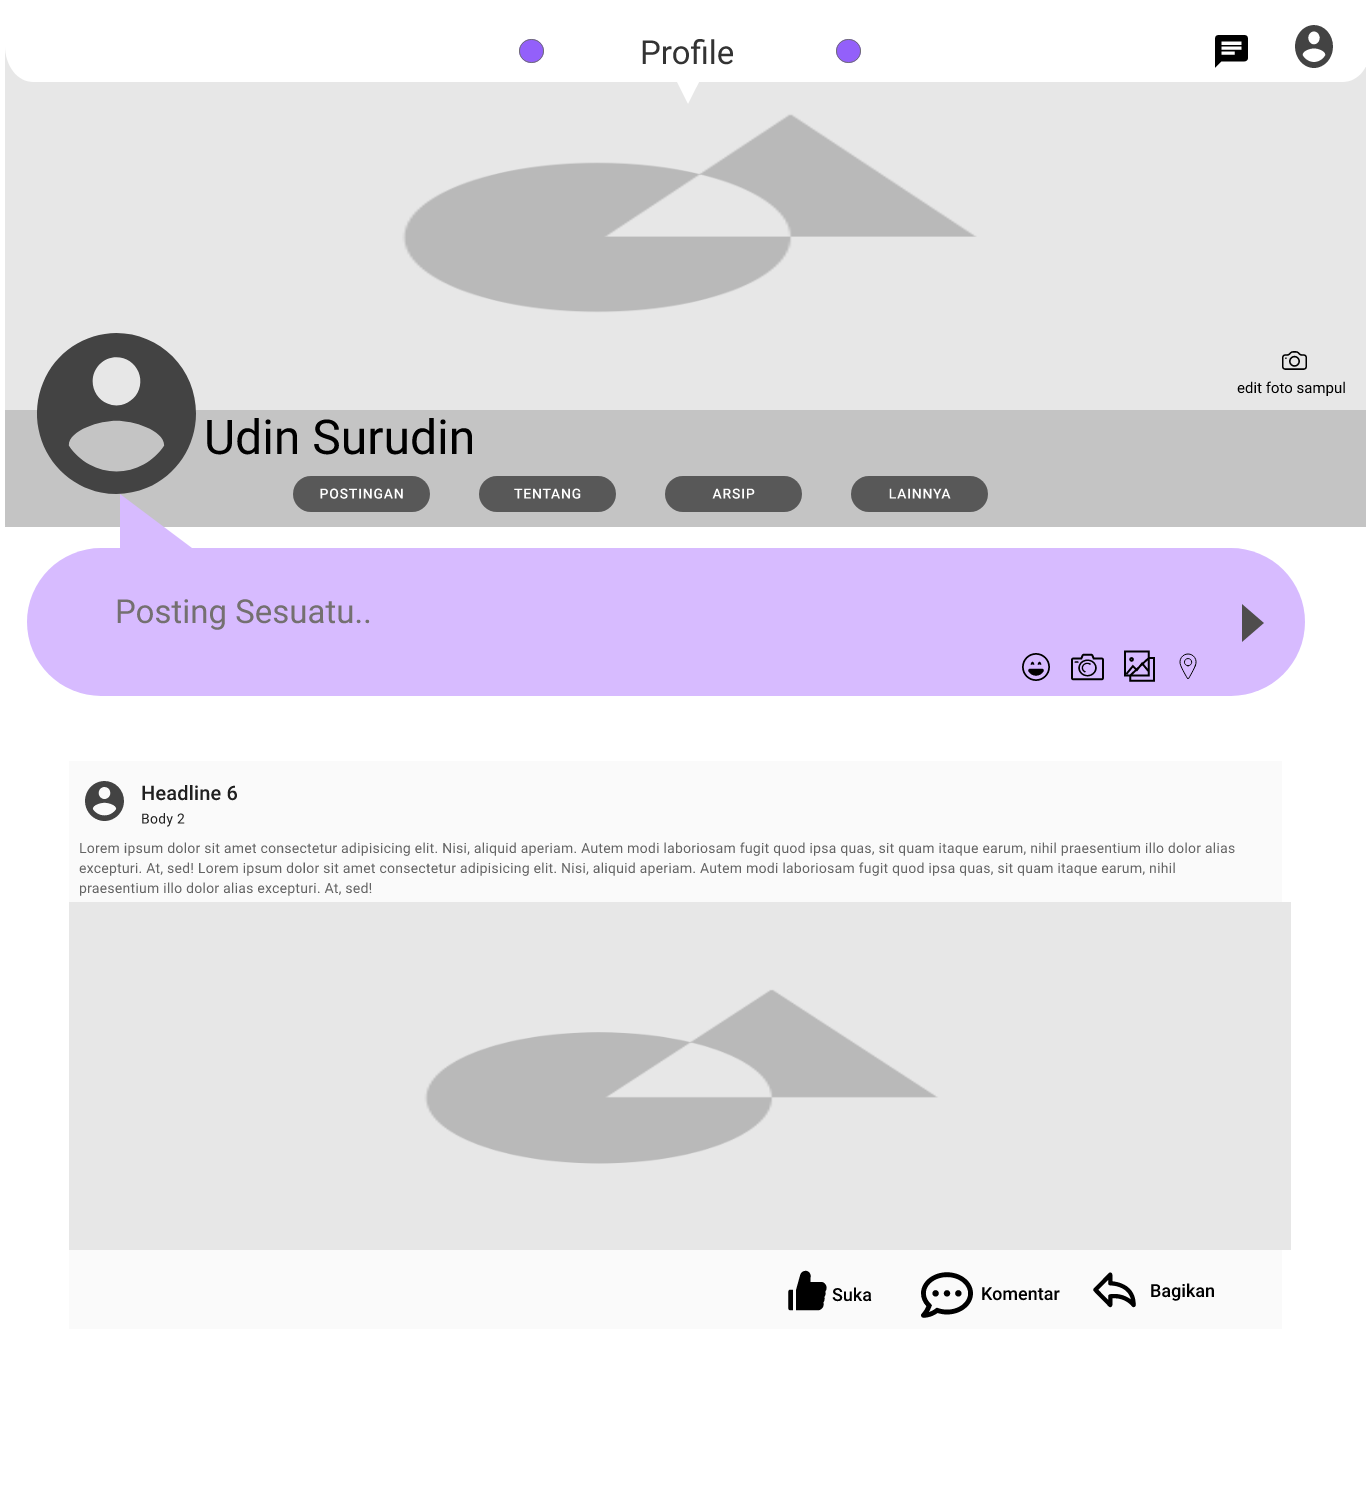 Profile
edit foto sampul
Udin Surudin
POSTINGAN
TENTANG
ARSIP
LAINNYA
Posting Sesuatu..
Headline 6
Body 2
Lorem ipsum dolor sit amet consectetur adipisicing elit. Nisi, aliquid aperiam. Autem modi laboriosam fugit quod ipsa quas, sit quam itaque earum, nihil praesentium illo dolor alias
excepturi. At, sed! Lorem ipsum dolor sit amet consectetur adipisicing elit. Nisi, aliquid aperiam. Autem modi laboriosam fugit quod ipsa quas, sit quam itaque earum, nihil
praesentium illo dolor alias excepturi. At, sed!
Suka
Komentar
Bagikan